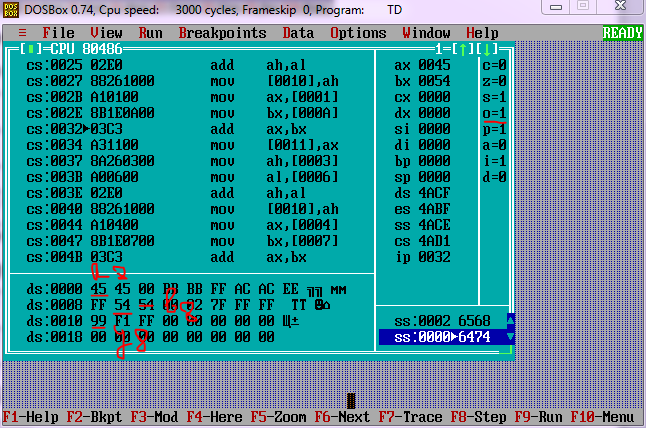 DOSBox 0.74, Cpu speed: 3000 cycles, Frameskip 0, Program: TD
≡ File View Run Breakpoints Data Options Window Help READY
[▮]=CPU 80486 1=[↑][↓]
cs:0025 02E0 add ah,al ax 0045 c=0
cs:0027 88261000 mov [0010],ah bx 0054 z=0
cs:002B A10100 mov ax,[0001] cx 0000 s=1
cs:002E 8B1E0A00 mov bx,[000A] dx 0000 o=1
cs:0032►03C3 add ax,bx si 0000 p=1
cs:0034 A31100 mov [0011],ax di 0000 a=0
cs:0037 8A260300 mov ah,[0003] bp 0000 i=1
cs:003B A00600 mov al,[0006] sp 0000 d=0
cs:003E 02E0 add ah,al ds 4ACF
cs:0040 88261000 mov [0010],ah es 4ABF
cs:0044 A10400 mov ax,[0004] ss 4ACE
cs:0047 8B1E0700 mov bx,[0007] cs 4AD1
cs:004B 03C3 add ax,bx ip 0032
ds:0000 45 45 00 BB BB FF AC AC EE
ds:0008 FF 54 54 00 02 7F FF FF TT
ds:0010 99 F1 FF 00 00 00 00 00
ds:0018 00 00 00 00 00 00 00 00
ss:0002 6568
ss:0000►6474
F1-Help F2-Bkpt F3-Mod F4-Here F5-Zoom F6-Next F7-Trace F8-Step F9-Run F10-Menu